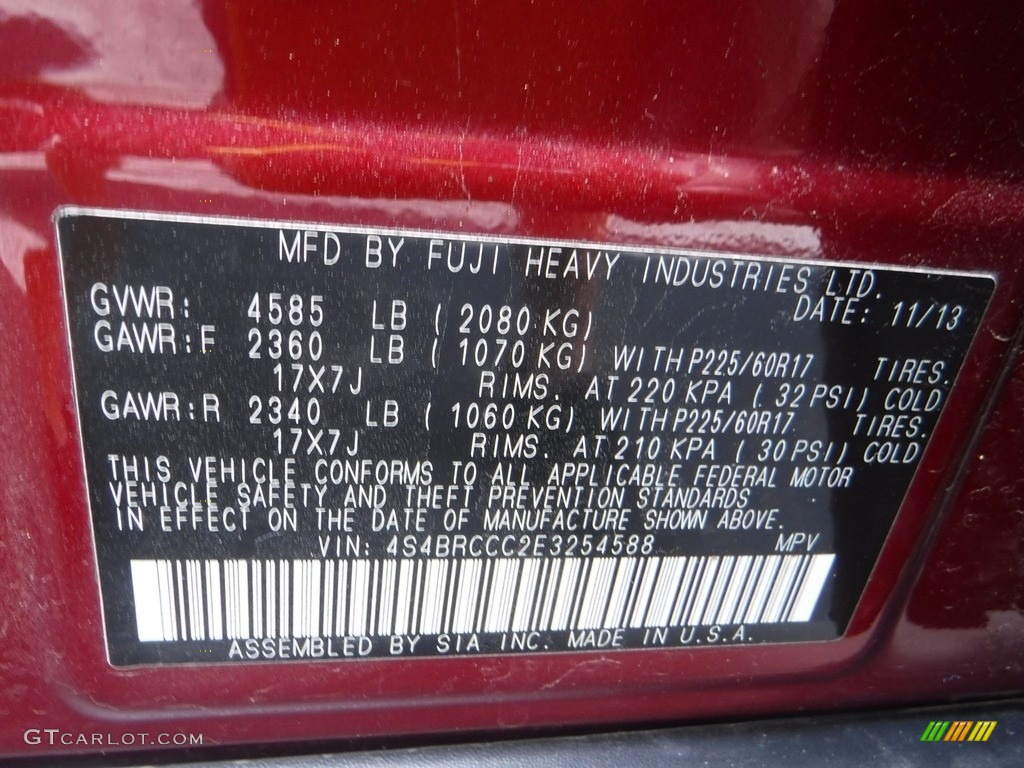 MFD BY FUJI HEAVY INDUSTRIES LTD.
DATE: 11/13
GVWR: 4585 LB ( 2080 KG)
GAWR:F 2360 LB ( 1070 KG) WITH P225/60R17 TIRES.
17X7J RIMS. AT 220 KPA ( 32 PSI) COLD
GAWR:R 2340 LB ( 1060 KG) WITH P225/60R17 TIRES.
17X7J RIMS. AT 210 KPA ( 30 PSI) COLD
THIS VEHICLE CONFORMS TO ALL APPLICABLE FEDERAL MOTOR
VEHICLE SAFETY AND THEFT PREVENTION STANDARDS
IN EFFECT ON THE DATE OF MANUFACTURE SHOWN ABOVE.
VIN: 4S4BRCCC2E3254588 MPV
ASSEMBLED BY SIA INC. MADE IN U.S.A.
GTCARLOT.COM